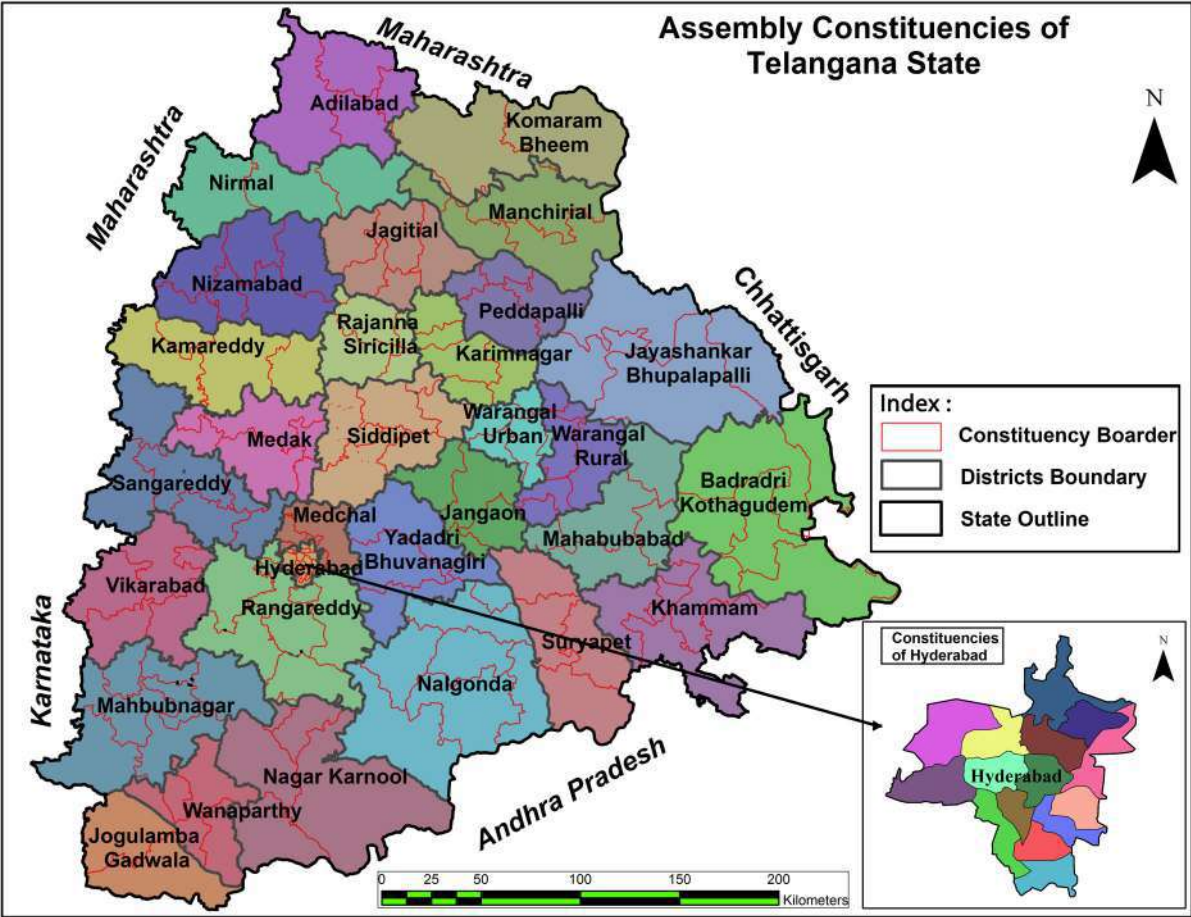 Assembly Constituencies of
Telangana State
Maharashtra
Maharashtra
N
Adilabad
Komaram
Bheem
Nirmal
Manchirial
Jagitial
Nizamabad
Peddapalli
Chhattisgarh
Rajanna
Siricilla
Kamareddy
Karimnagar
Jayashankar
Bhupalapalli
Index :
Constituency Boarder
Districts Boundary
State Outline
Medak
Siddipet
Warangal
Urban
Warangal
Rural
Sangareddy
Badradri
Kothagudem
Medchal
Jangaon
Yadadri
Bhuvanagiri
Mahabubabad
Hyderabad
Vikarabad
Rangareddy
Khammam
Karnataka
Suryapet
Nalgonda
Mahbubnagar
Nagar Karnool
Wanaparthy
Jogulamba
Gadwala
Andhra Pradesh
Constituencies
of Hyderabad
N
Hyderabad
0 25 50 100 150 200
Kilometers